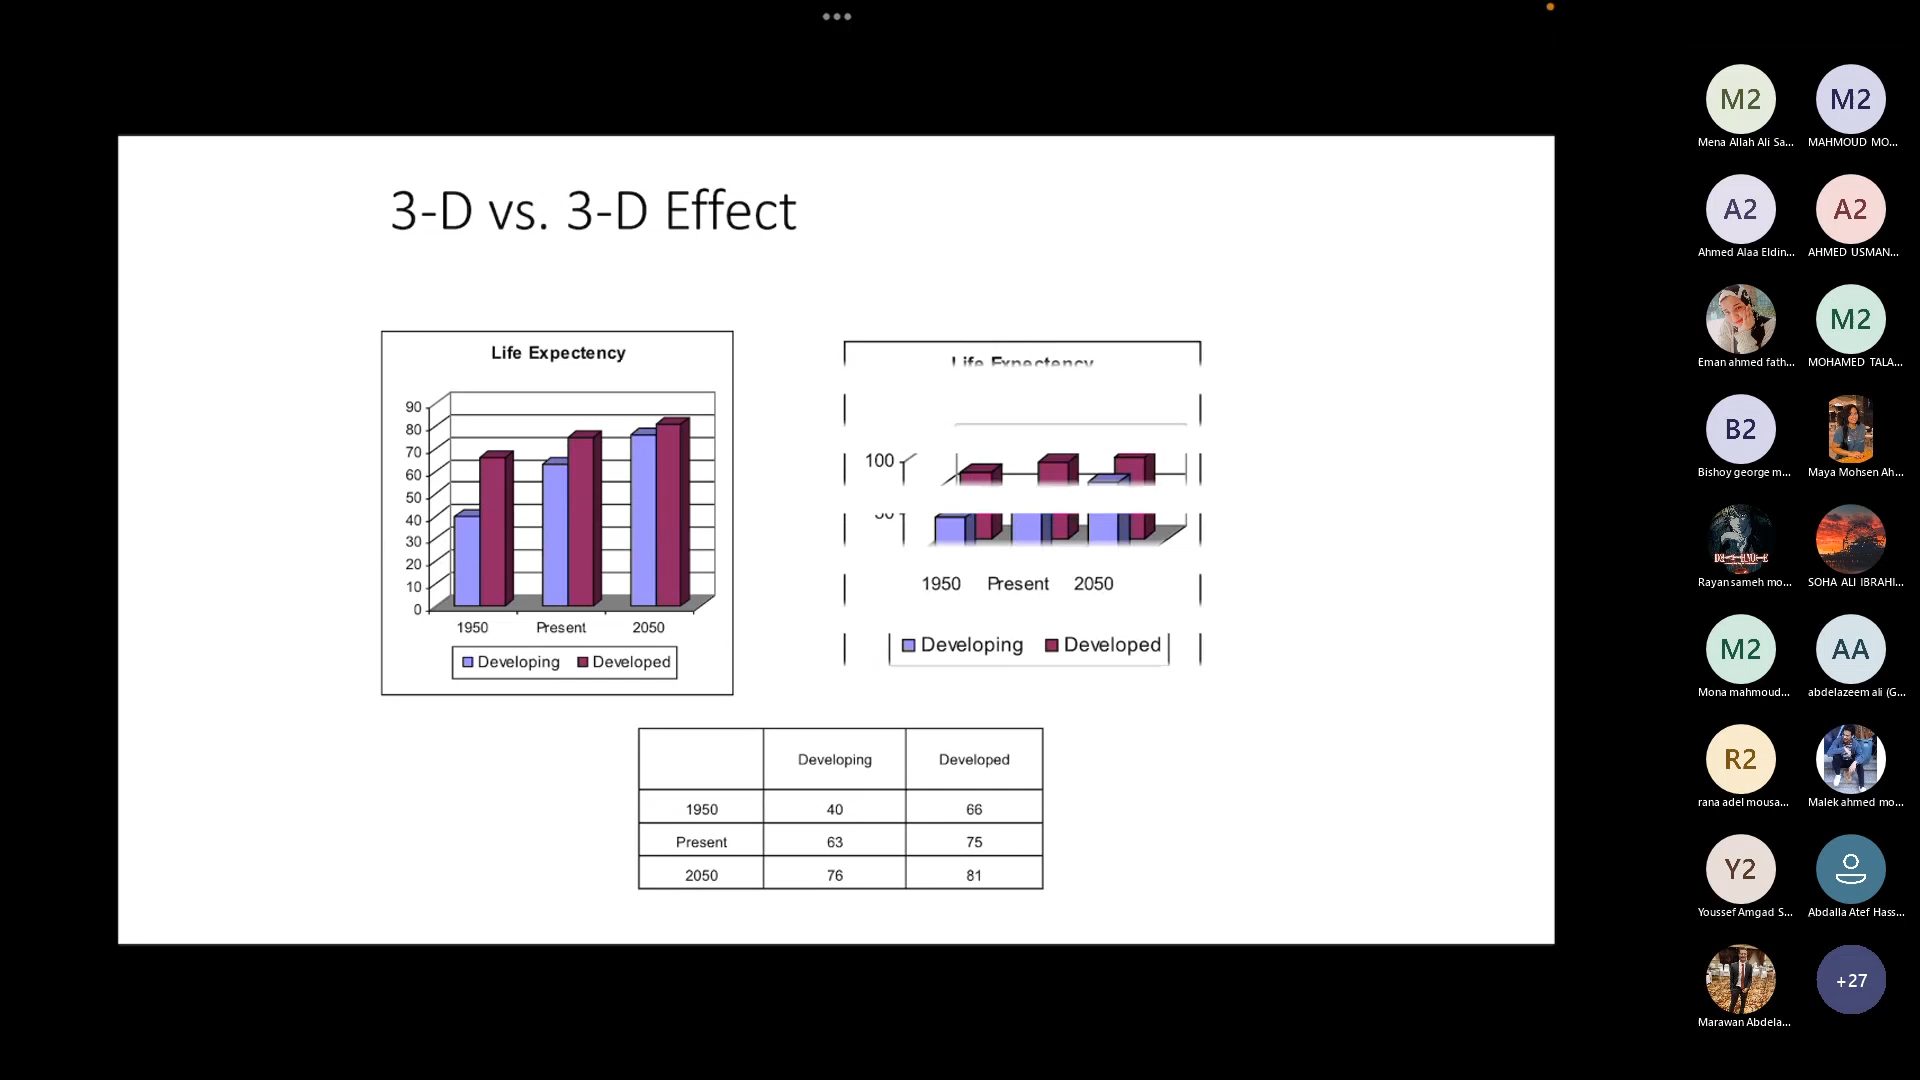 3-D vs. 3-D Effect
Life Expectency
90
80
70
60
50
40
30
20
10
0
1950 Present 2050
Developing Developed
Life Expectency
100
1950 Present 2050
Developing Developed
Developing Developed
1950 40 66
Present 63 75
2050 76 81
M2 M2
Mena Allah Ali Sa... MAHMOUD MO...
A2 A2
Ahmed Alaa Eldin... AHMED USMAN...
M2
Eman ahmed fath... MOHAMED TALA...
B2
Bishoy george m... Maya Mohsen Ah...
Rayan sameh mo... SOHA ALI IBRAHI...
M2 AA
Mona mahmoud... abdelazeem ali (G...
R2
rana adel mousa... Malek ahmed mo...
Y2
Youssef Amgad S... Abdalla Atef Hass...
+27
Marawan Abdela...